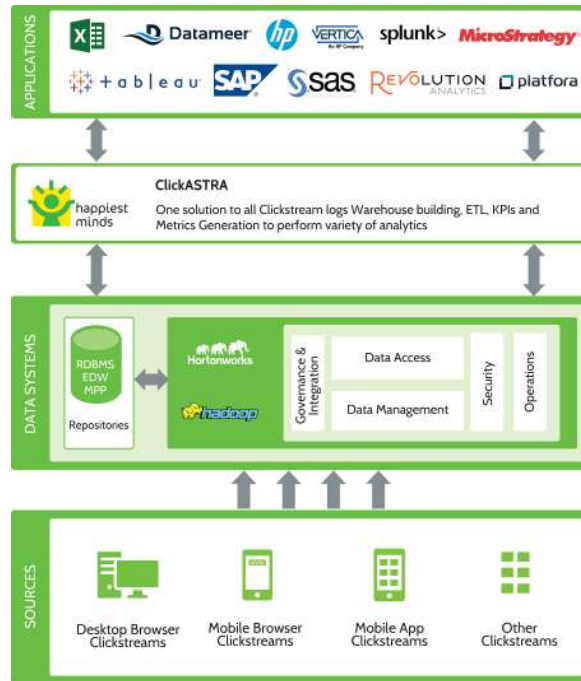 APPLICATIONS
Datameer
hp
VERTICA
An HP Company
splunk>
MicroStrategy
+ a b l e a u
SAP
sas
REVOLUTION
ANALYTICS
platfora
happiest
minds
ClickASTRA
One solution to all Clickstream logs Warehouse building, ETL, KPIs and
Metrics Generation to perform variety of analytics
DATA SYSTEMS
RDBMS
EDW
MPP
Repositories
Hortonworks
hadoop
Governance &
Integration
Data Access
Data Management
Security
Operations
SOURCES
Desktop Browser
Clickstreams
Mobile Browser
Clickstreams
Mobile App
Clickstreams
Other
Clickstreams